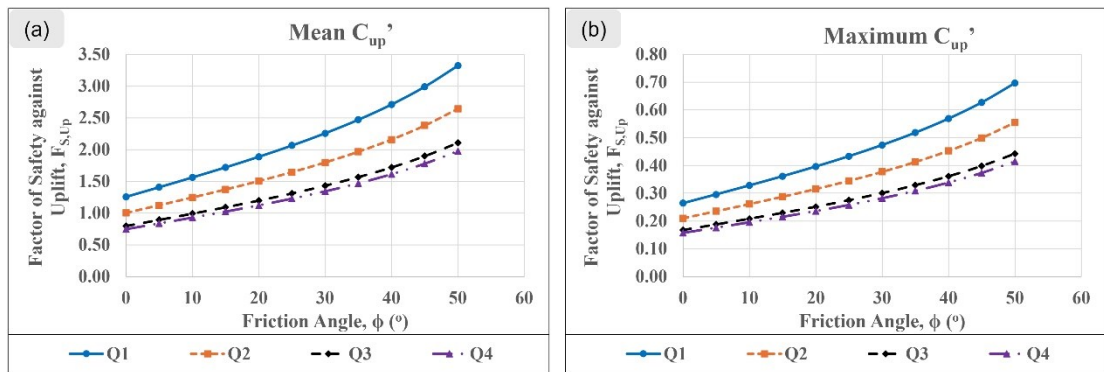 (a)
Mean Cup’
Factor of Safety against
Uplift, FS,Up
3.50
3.00
2.50
2.00
1.50
1.00
0.50
0.00
0 10 20 30 40 50 60
Friction Angle, ϕ (o)
Q1 Q2 Q3 Q4
(b)
Maximum Cup’
Factor of Safety against
Uplift, FS,Up
0.80
0.70
0.60
0.50
0.40
0.30
0.20
0.10
0.00
0 10 20 30 40 50 60
Friction Angle, ϕ (o)
Q1 Q2 Q3 Q4